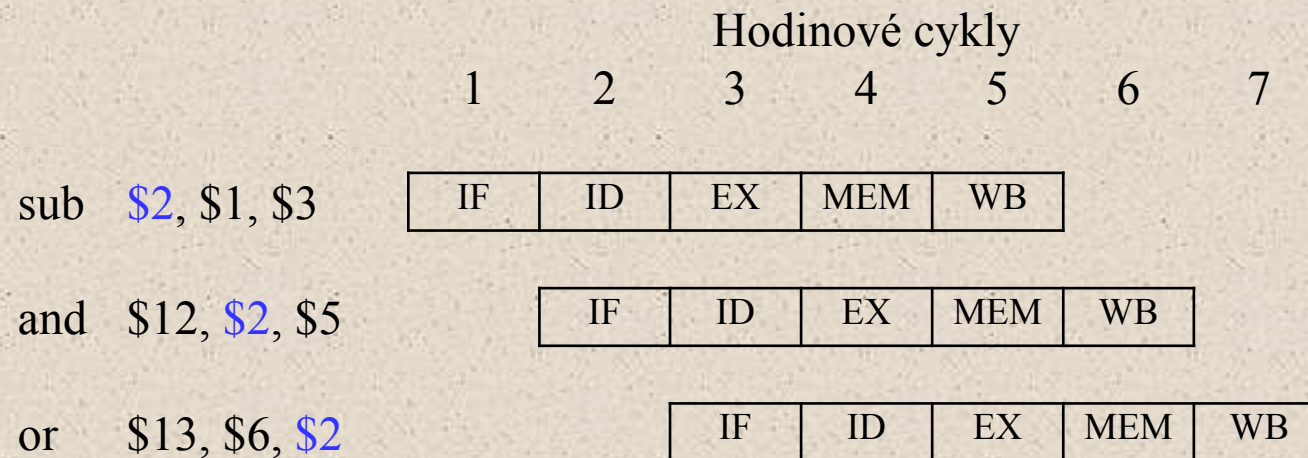 Hodinové cykly
1 2 3 4 5 6 7
sub $2, $1, $3 IF ID EX MEM WB
and $12, $2, $5 IF ID EX MEM WB
or $13, $6, $2 IF ID EX MEM WB